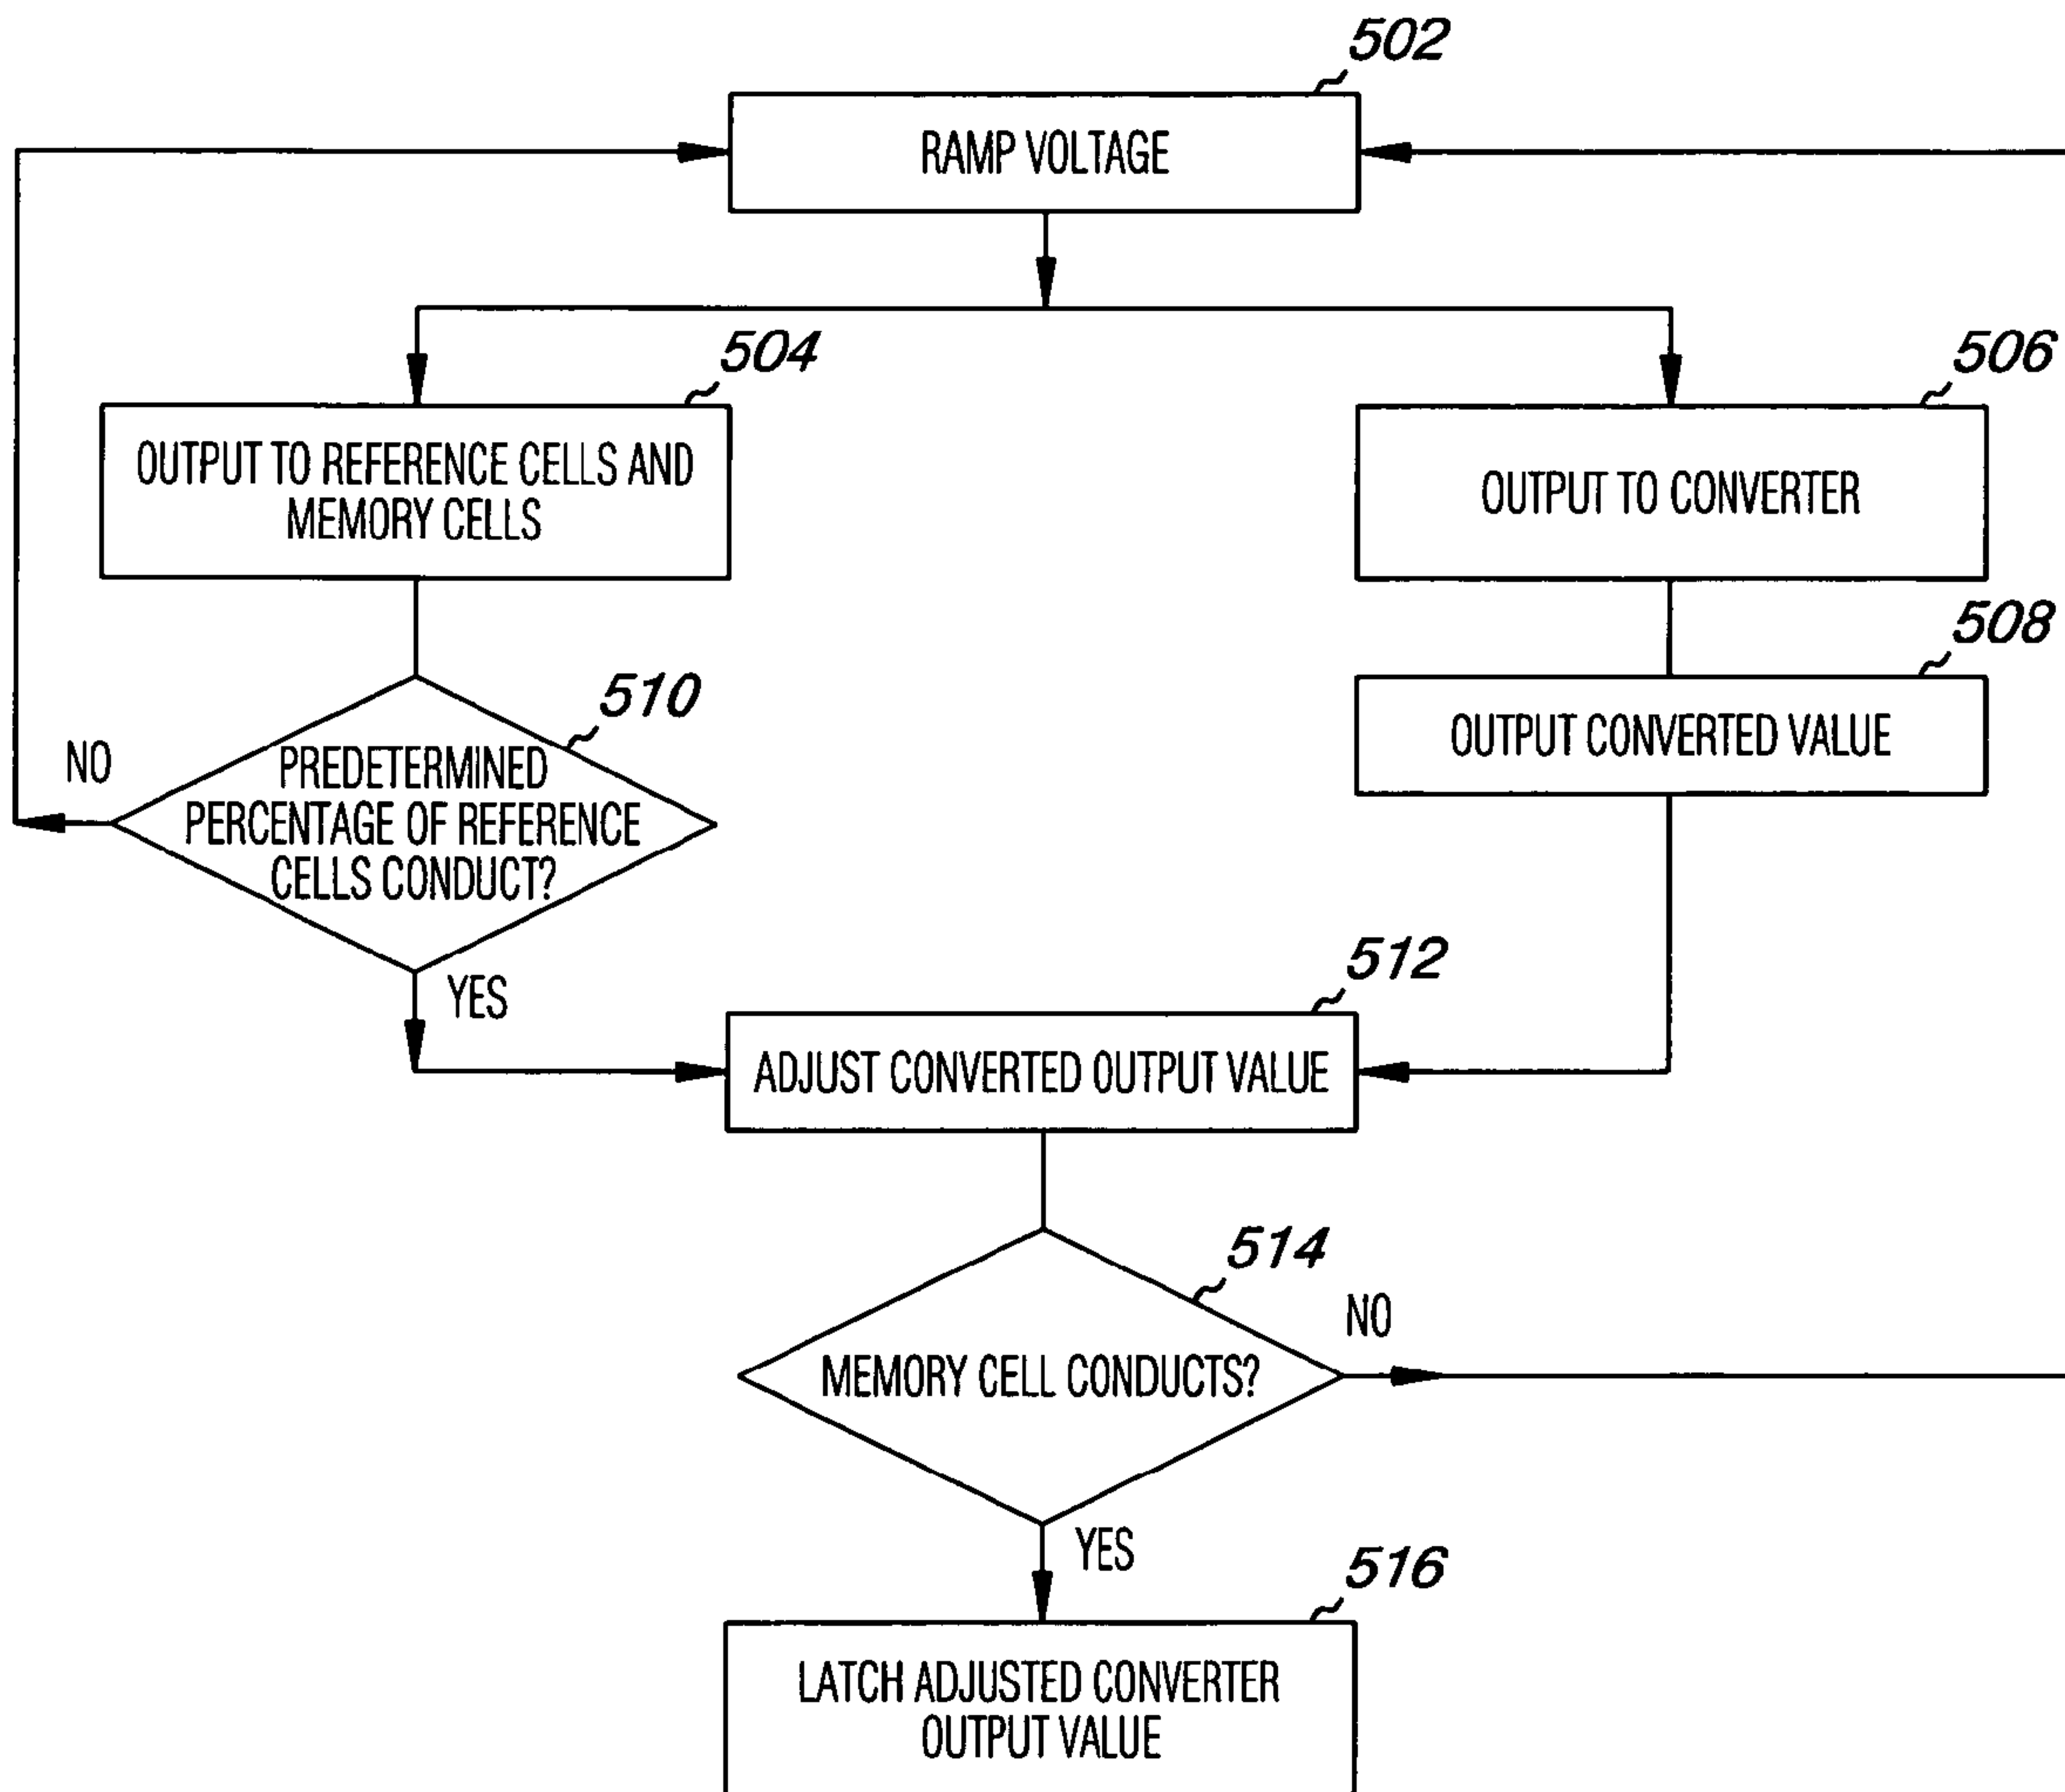 502
RAMP VOLTAGE
504
506
OUTPUT TO REFERENCE CELLS AND
MEMORY CELLS
OUTPUT TO CONVERTER
508
OUTPUT CONVERTED VALUE
510
NO
PREDETERMINED
PERCENTAGE OF REFERENCE
CELLS CONDUCT?
YES
512
ADJUST CONVERTED OUTPUT VALUE
514
NO
MEMORY CELL CONDUCTS?
YES
516
LATCH ADJUSTED CONVERTER
OUTPUT VALUE